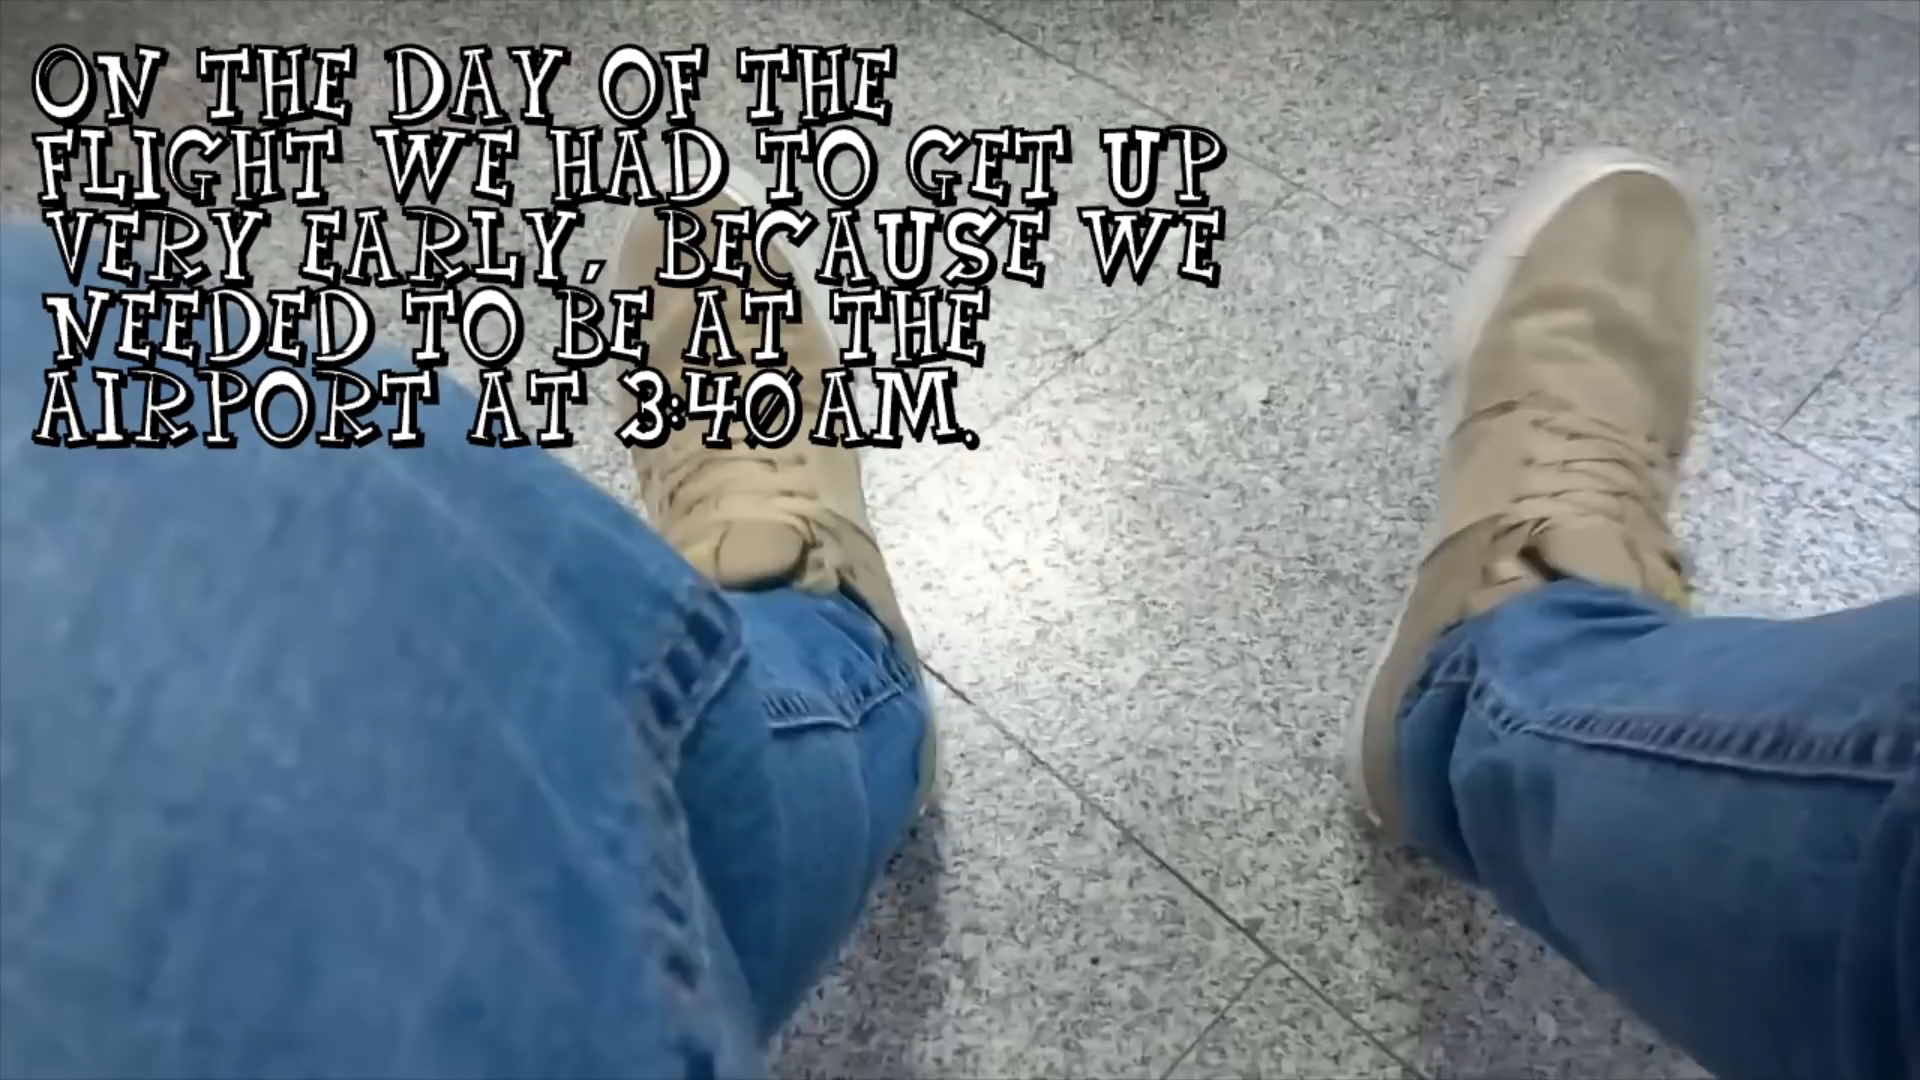 ON THE DAY OF THE
FLIGHT WE HAD TO GET UP
VERY EARLY, BECAUSE WE
NEEDED TO BE AT THE
AIRPORT AT 3:40AM.